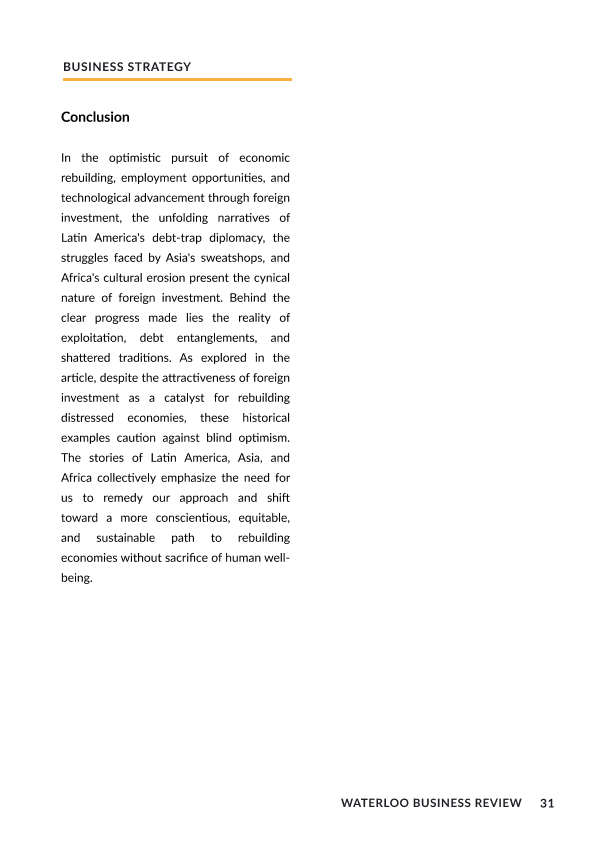 BUSINESS STRATEGY
Conclusion
In the optimistic pursuit of economic
rebuilding, employment opportunities, and
technological advancement through foreign
investment, the unfolding narratives of
Latin America's debt-trap diplomacy, the
struggles faced by Asia's sweatshops, and
Africa's cultural erosion present the cynical
nature of foreign investment. Behind the
clear progress made lies the reality of
exploitation, debt entanglements, and
shattered traditions. As explored in the
article, despite the attractiveness of foreign
investment as a catalyst for rebuilding
distressed economies, these historical
examples caution against blind optimism.
The stories of Latin America, Asia, and
Africa collectively emphasize the need for
us to remedy our approach and shift
toward a more conscientious, equitable,
and sustainable path to rebuilding
economies without sacrifice of human well-
being.
WATERLOO BUSINESS REVIEW 31